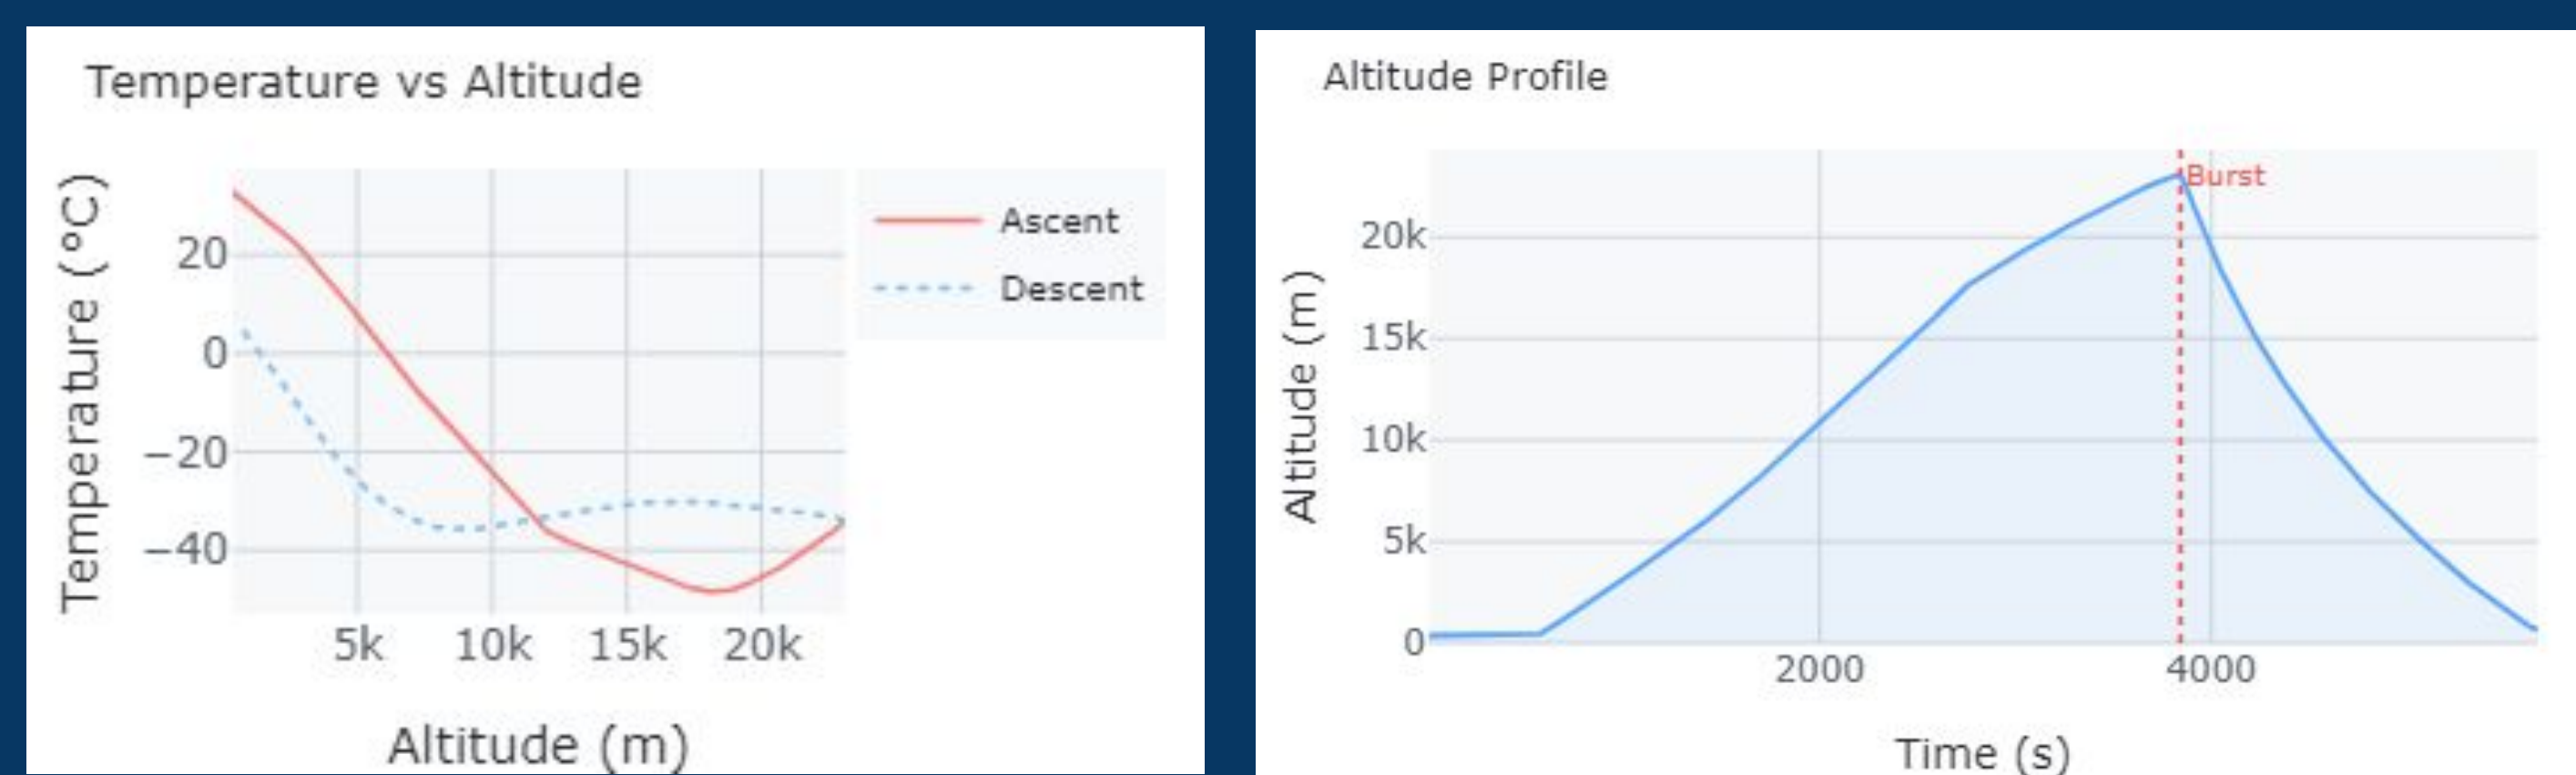 Temperature vs Altitude
Temperature (°C)
20
0
−20
−40
5k 10k 15k 20k
Altitude (m)
Ascent
Descent
Altitude Profile
Altitude (m)
20k
15k
10k
5k
0
Burst
2000 4000
Time (s)